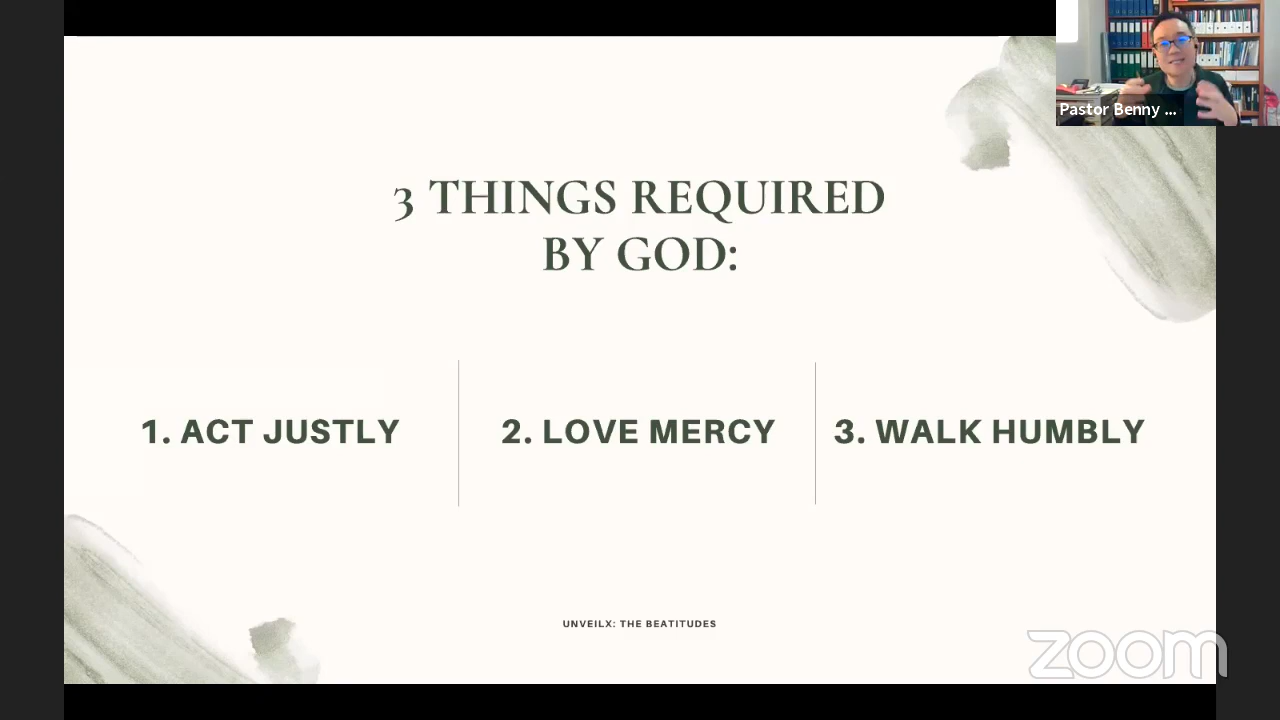 Pastor Benny ...
3 THINGS REQUIRED
BY GOD:
1. ACT JUSTLY
2. LOVE MERCY
3. WALK HUMBLY
UNVEILX: THE BEATITUDES
zoom